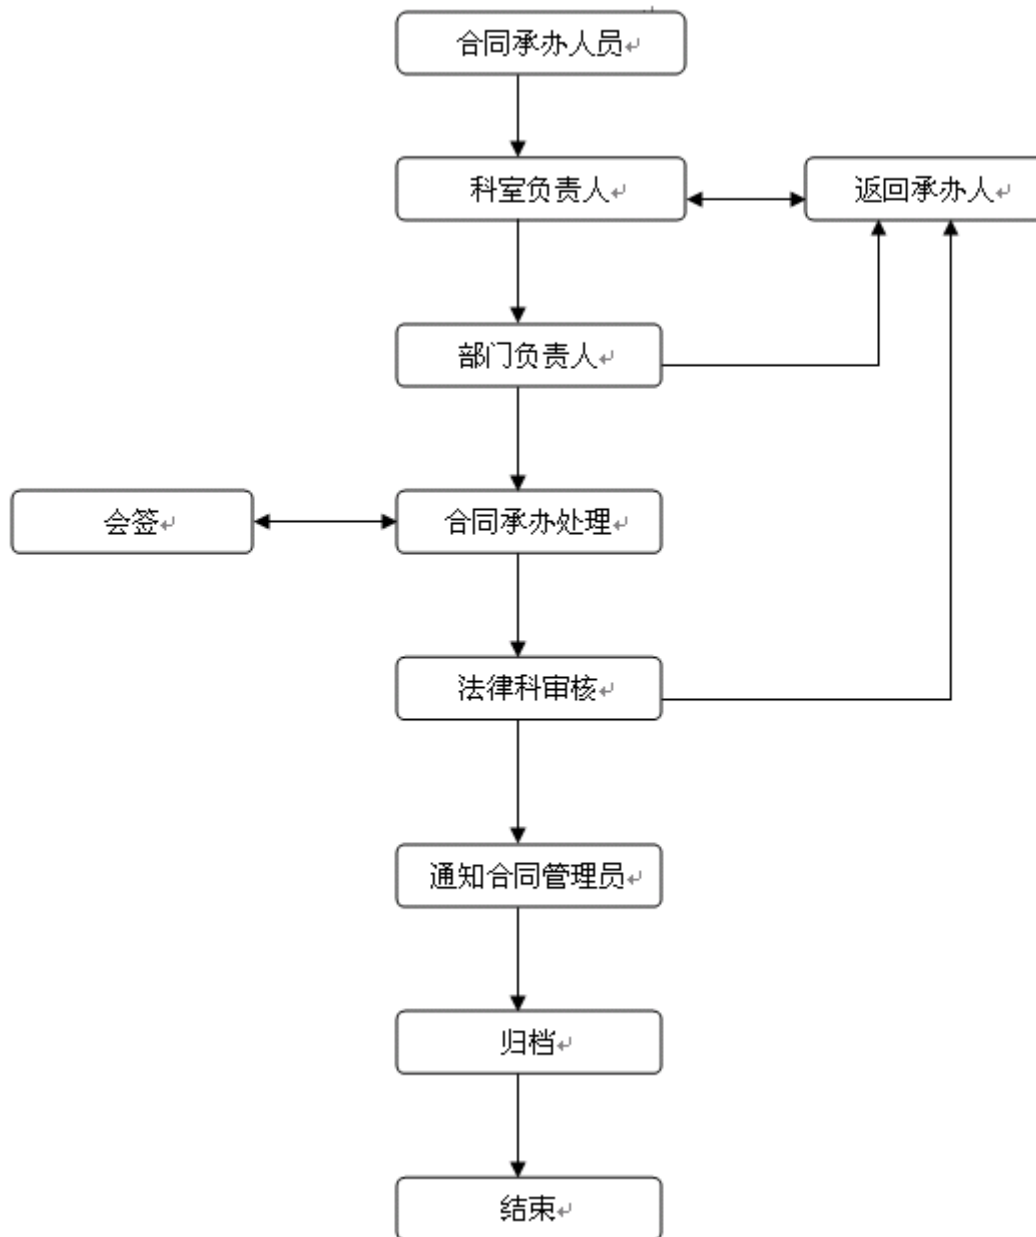 合同承办人员
科室负责人
返回承办人
部门负责人
会签
合同承办处理
法律科审核
通知合同管理员
归档
结束